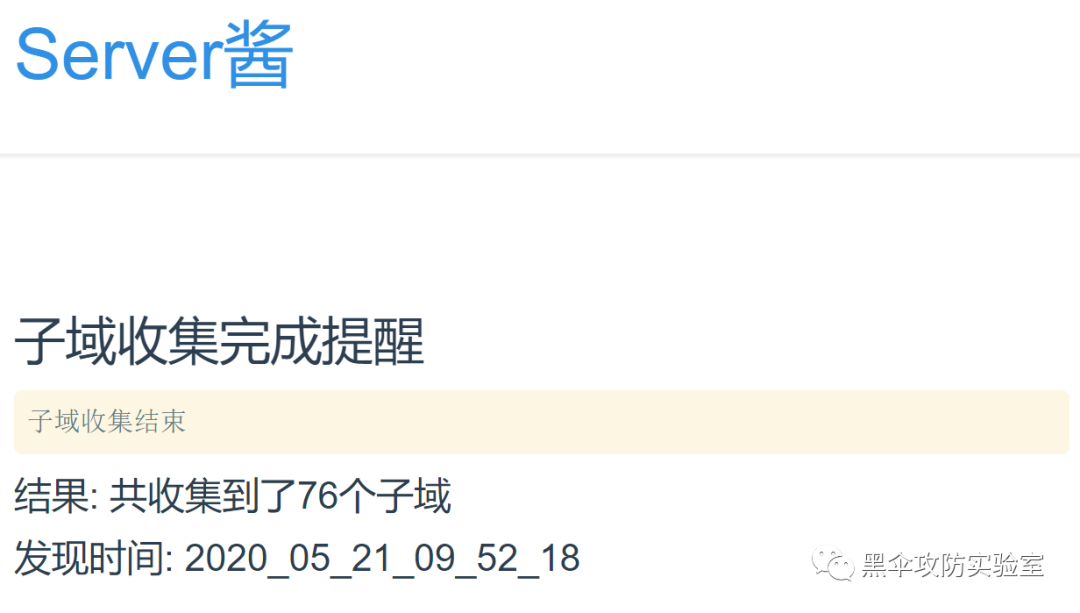 Server酱
子域收集完成提醒
子域收集结束
结果: 共收集到了76个子域
发现时间: 2020_05_21_09_52_18
黑伞攻防实验室